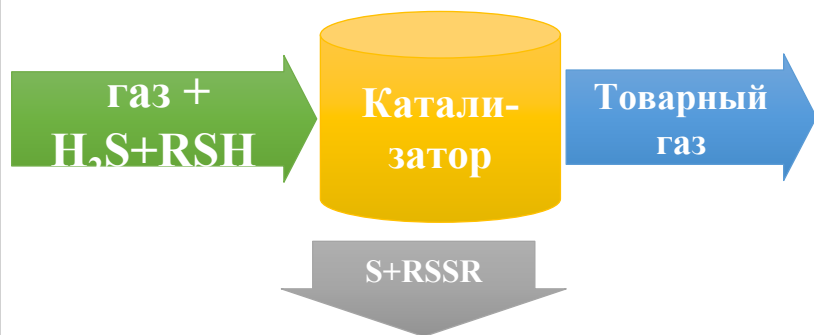 газ +
H₂S+RSH
Катали-
затор
Товарный
газ
S+RSSR